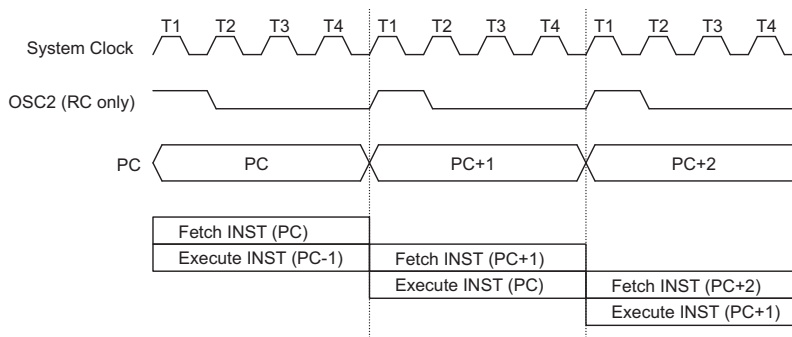 T1 T2 T3 T4 T1 T2 T3 T4 T1 T2 T3 T4
System Clock
OSC2 (RC only)
PC PC PC+1 PC+2
Fetch INST (PC)
Execute INST (PC-1) Fetch INST (PC+1)
Execute INST (PC) Fetch INST (PC+2)
Execute INST (PC+1)